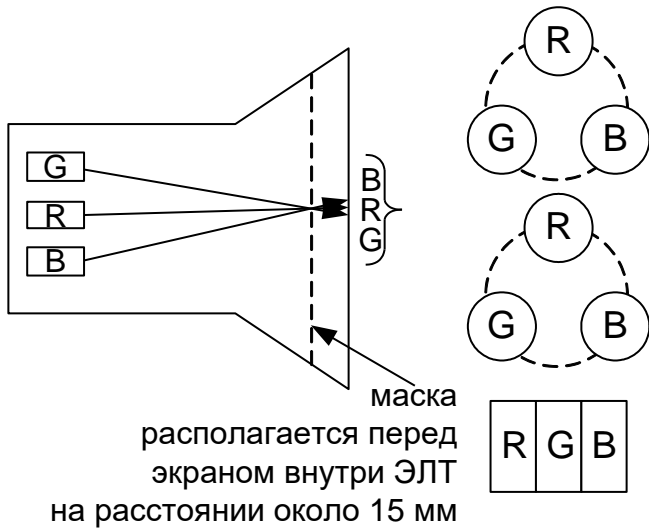 G
R
B
B
R
G
R
G
B
R
G
B
R G B
маска
располагается перед
экраном внутри ЭЛТ
на расстоянии около 15 мм